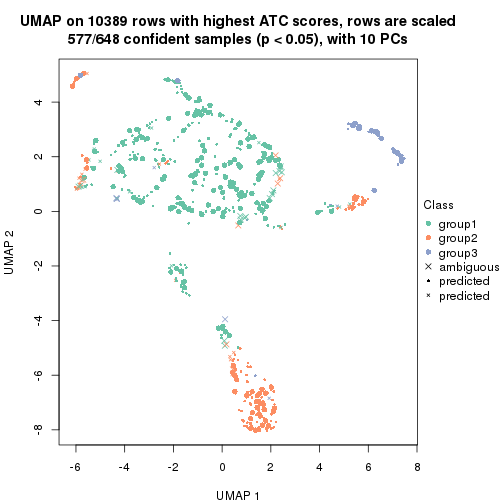 UMAP on 10389 rows with highest ATC scores, rows are scaled
577/648 confident samples (p < 0.05), with 10 PCs
4
2
0
-2
-4
-6
-8
UMAP 2
-6
-4
-2
0
2
4
6
8
UMAP 1
Class
group1
group2
group3
ambiguous
predicted
predicted